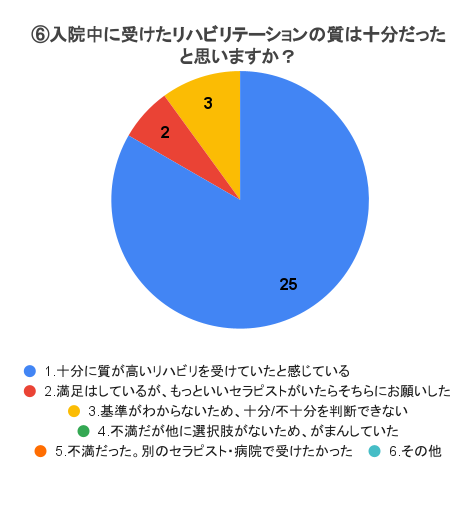 ⑥入院中に受けたリハビリテーションの質は十分だった
と思いますか？
3
2
25
1.十分に質が高いリハビリを受けていたと感じている
2.満足はしているが、もっといいセラピストがいたらそちらにお願いした
3.基準がわからないため、十分/不十分を判断できない
4.不満だが他に選択肢がないため、がまんしていた
5.不満だった。別のセラピスト・病院で受けたかった 6.その他